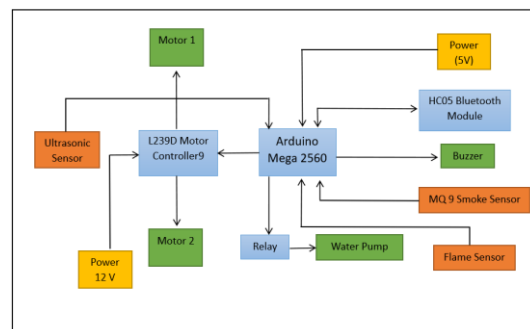 Motor 1
Power
(5V)
HC05 Bluetooth
Module
Ultrasonic
Sensor
L239D Motor
Controller9
Arduino
Mega 2560
Buzzer
MQ 9 Smoke Sensor
Motor 2
Relay
Water Pump
Flame Sensor
Power
12 V